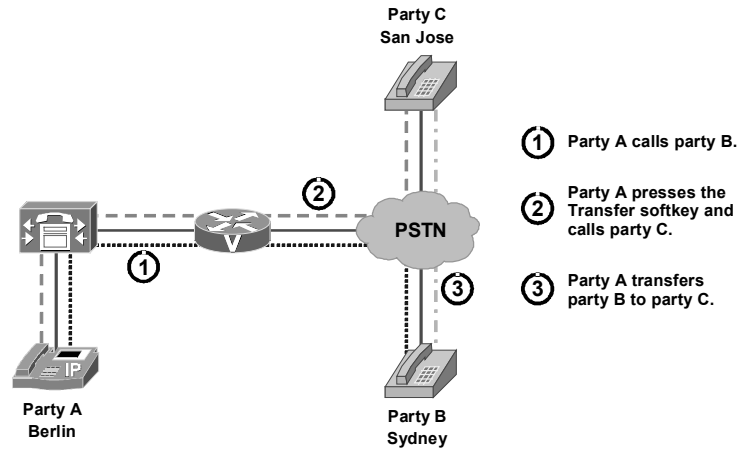 Party C
San Jose
1 Party A calls party B.
2
2 Party A presses the
Transfer softkey and
calls party C.
PSTN
V
1
3
3 Party A transfers
party B to party C.
IP
Party A
Berlin
Party B
Sydney